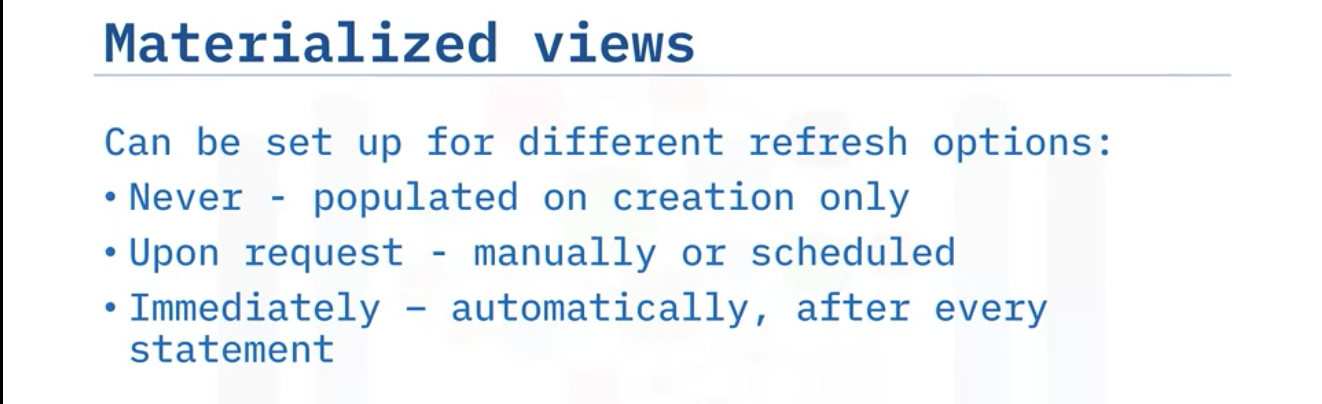 Materialized views
Can be set up for different refresh options:
• Never - populated on creation only
• Upon request - manually or scheduled
• Immediately – automatically, after every
statement